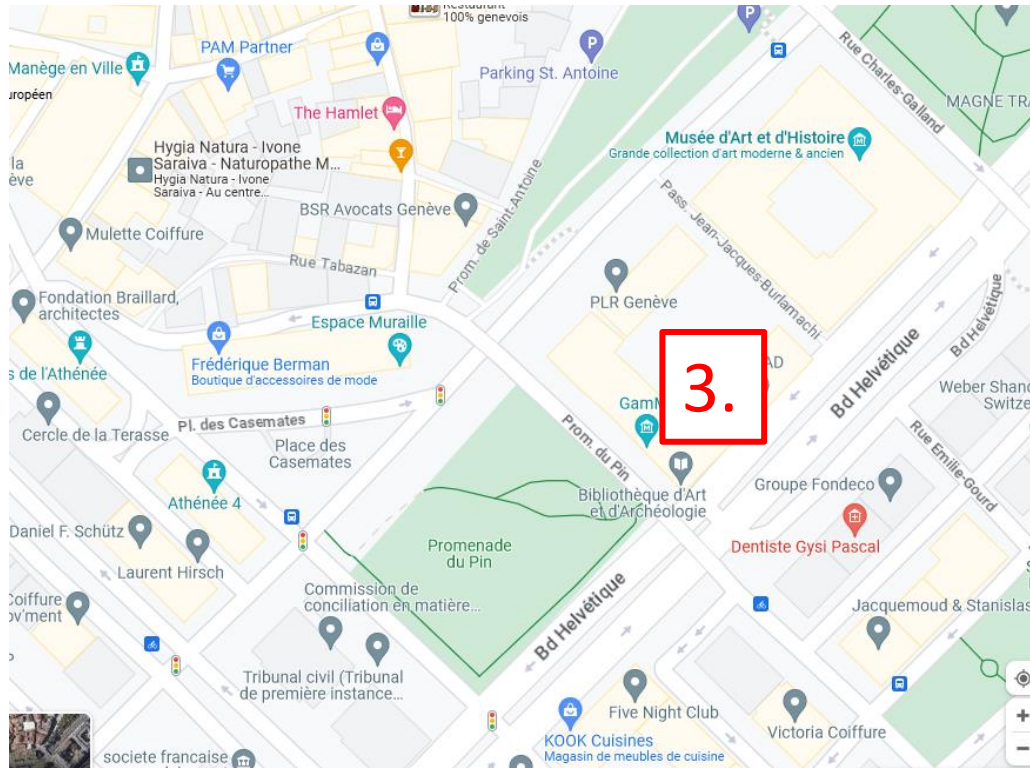 Restaurant
100% genevois
PAM Partner
Manège en Ville
uropéen
Parking St. Antoine
The Hamlet
Rue Charles-Galland
MAGNE TRA
Musée d'Art et d'Histoire
Grande collection d'art moderne & ancien
Hygia Natura - Ivone
Saraiva - Naturopathe M...
Hygia Natura - Ivone
Saraiva - Au centre...
la
ève
BSR Avocats Genève
Prom. de Saint-Antoine
Pass. Jean-Jacques-Burlamachi
Mulette Coiffure
Rue Tabazan
Fondation Braillard,
architectes
PLR Genève
Espace Muraille
Bd Helvétique
Frédérique Berman
Boutique d'accessoires de mode
s de l'Athénée
3.
AD
Bd Helvétique
Weber Shand
Switze
GamM
Cercle de la Terasse
Pl. des Casemates
Place des
Casemates
Prom. du Pin
Rue Emilie-Gourd
Athénée 4
Bibliothèque d'Art
et d'Archéologie
Groupe Fondeco
Daniel F. Schütz
Laurent Hirsch
Promenade
du Pin
Dentiste Gysi Pascal
Commission de
conciliation en matière...
Coiffure
ov'ment
Bd Helvétique
Jacquemoud & Stanislas
Tribunal civil (Tribunal
de première instance...
Five Night Club
KOOK Cuisines
Magasin de meubles de cuisine
Victoria Coiffure
societe francaise